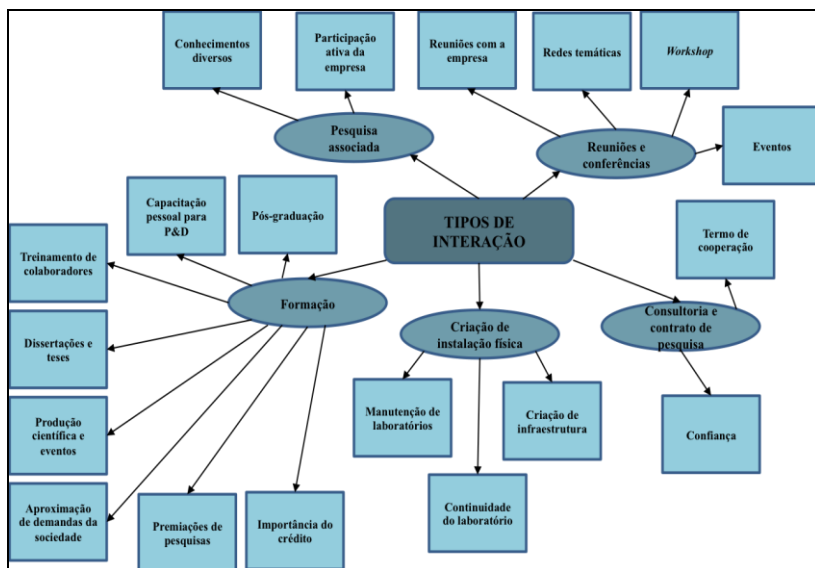 Conhecimentos
diversos
Participação
ativa da
empresa
Reuniões com a
empresa
Redes temáticas
Workshop
Pesquisa
associada
Reuniões e
conferências
Eventos
Capacitação
pessoal para
P&D
Pós-graduação
TIPOS DE
INTERAÇÃO
Termo de
cooperação
Treinamento de
colaboradores
Formação
Criação de
instalação física
Consultoria e
contrato de
pesquisa
Dissertações e
teses
Manutenção de
laboratórios
Criação de
infraestrutura
Produção
científica e
eventos
Confiança
Aproximação
de demandas da
sociedade
Premiações de
pesquisas
Importância do
crédito
Continuidade
do laboratório